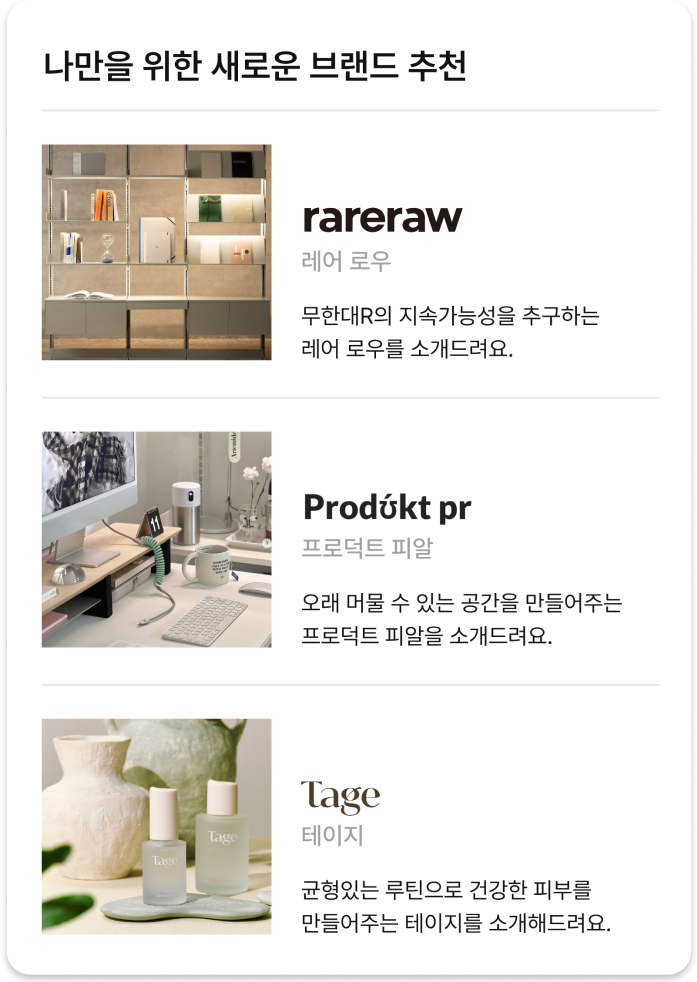 나만을 위한 새로운 브랜드 추천
rareraw
레어 로우
무한대R의 지속가능성을 추구하는
레어 로우를 소개드려요.
11
Prodúkt pr
프로덕트 피알
오래 머물 수 있는 공간을 만들어주는
프로덕트 피알을 소개드려요.
Tage
Tage
Tage
테이지
균형있는 루틴으로 건강한 피부를
만들어주는 테이지를 소개해드려요.